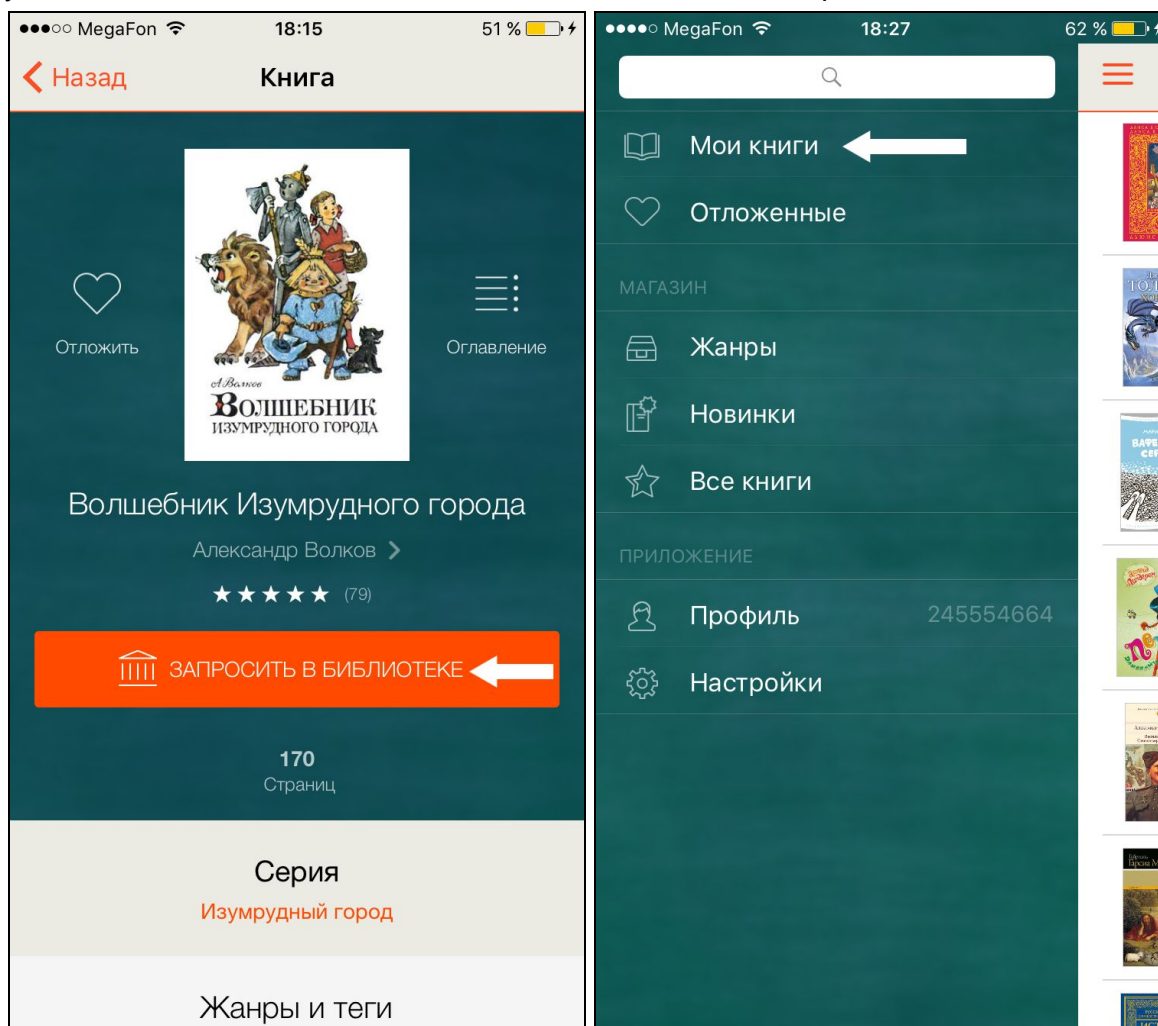 MegaFon 18:15 51 %
Назад Книга
А.Волков
ВОЛШЕБНИК
ИЗУМРУДНОГО ГОРОДА
Отложить
Оглавление
Волшебник Изумрудного города
Александр Волков
(79)
ЗАПРОСИТЬ В БИБЛИОТЕКЕ
170
Страниц
Серия
Изумрудный город
Жанры и теги
MegaFon 18:27 62 %
Мои книги
Отложенные
МАГАЗИН
Жанры
Новинки
Все книги
ПРИЛОЖЕНИЕ
Профиль 245554664
Настройки